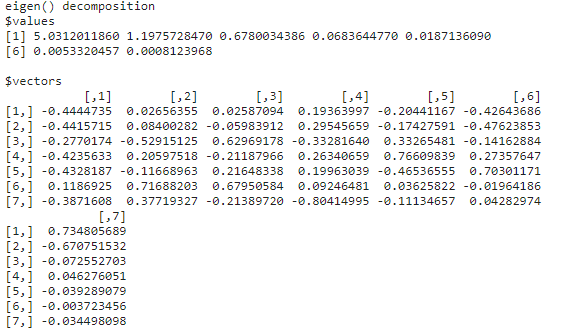 eigen() decomposition
$values
[1] 5.0312011860 1.1975728470 0.6780034386 0.0683644770 0.0187136090
[6] 0.0053320457 0.0008123968

$vectors
           [,1]        [,2]        [,3]        [,4]        [,5]        [,6]
[1,] -0.4444735  0.02656355  0.02587094  0.19363997 -0.20441167 -0.42643686
[2,] -0.4415715  0.08400282 -0.05983912  0.29545659 -0.17427591 -0.47623853
[3,] -0.2770174 -0.52915125  0.62969178 -0.33281640  0.33265481 -0.14162884
[4,] -0.4235633  0.20597518 -0.21187966  0.26340659  0.76609839  0.27357647
[5,] -0.4328187 -0.11668963  0.21648338  0.19963039 -0.46536555  0.70301171
[6,]  0.1186925  0.71688203  0.67950584  0.09246481  0.03625822 -0.01964186
[7,] -0.3871608  0.37719327 -0.21389720 -0.80414995 -0.11134657  0.04282974
             [,7]
[1,]  0.734805689
[2,] -0.670751532
[3,] -0.072552703
[4,]  0.046276051
[5,] -0.039289079
[6,] -0.003723456
[7,] -0.034498098